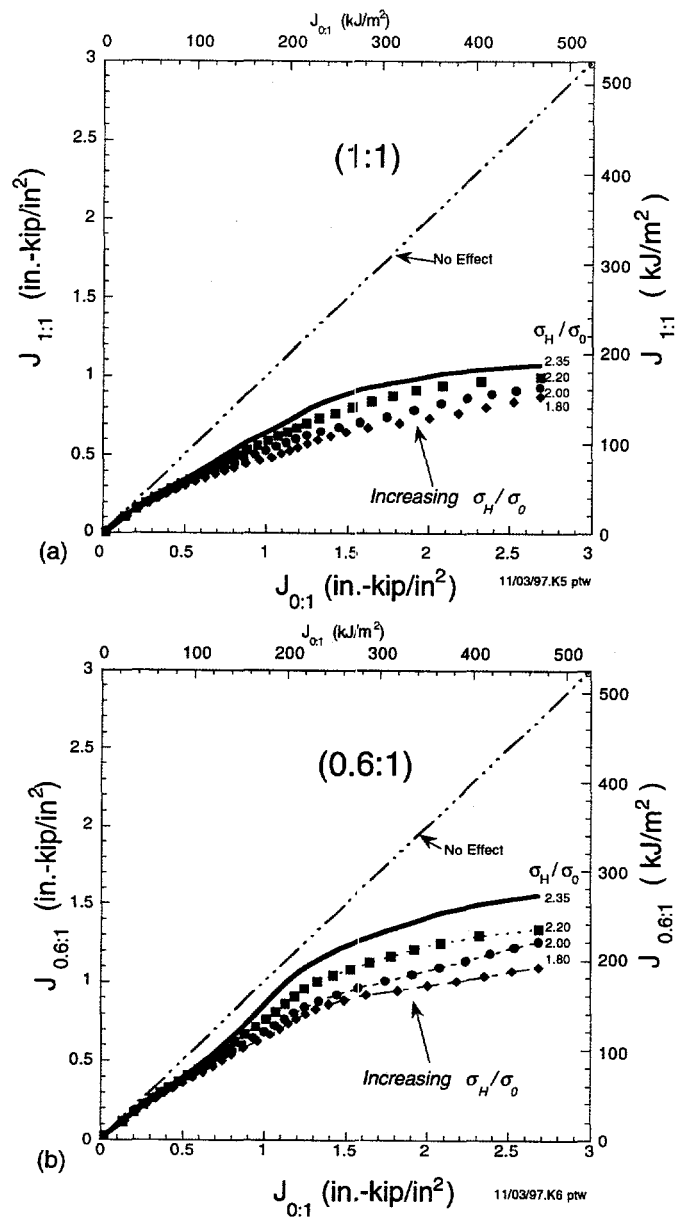 J0:1 (kJ/m2)
0 100 200 300 400 500
3
2.5
2
1.5
1
0.5
0
J 1:1 (in.-kip/in2)
(1:1)
No Effect
σH/σ0
2.35
2.20
2.00
1.80
Increasing σH/σ0
500
400
300
200
100
0
J 1:1 ( kJ/m2)
(a)
0.5 1 1.5 2 2.5 3
J0:1 (in.-kip/in2)
11/03/97.K5 ptw
J0:1 (kJ/m2)
0 100 200 300 400 500
3
2.5
2
1.5
1
0.5
0
J 0.6:1 (in.-kip/in2)
(0.6:1)
No Effect
σH/σ0
2.35
2.20
2.00
1.80
Increasing σH/σ0
500
400
300
200
100
0
J 0.6:1 ( kJ/m2)
(b)
0 0.5 1 1.5 2 2.5 3
J0:1 (in.-kip/in2)
11/03/97.K6 ptw